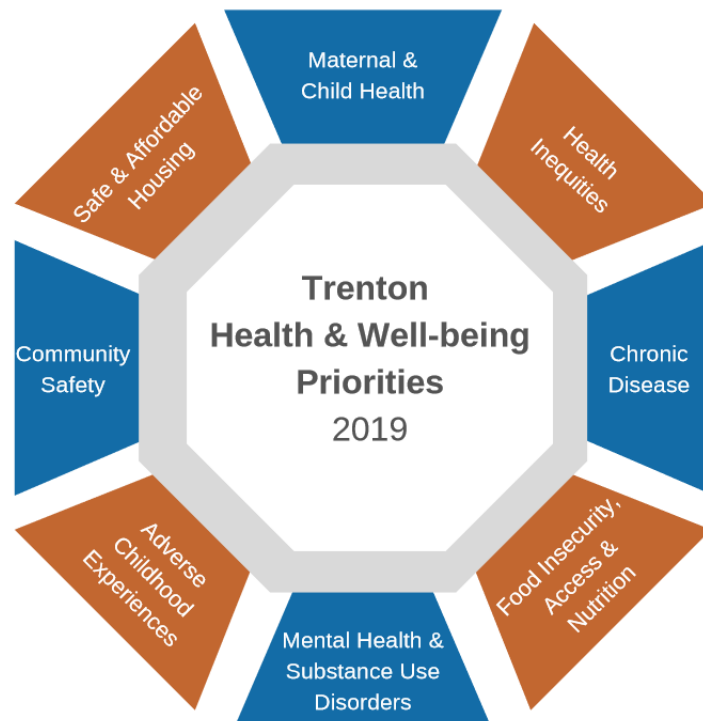 Maternal &
Child Health
Health
Inequities
Chronic
Disease
Food Insecurity,
Access &
Nutrition
Mental Health &
Substance Use
Disorders
Adverse
Childhood
Experiences
Community
Safety
Safe & Affordable
Housing
Trenton
Health & Well-being
Priorities
2019